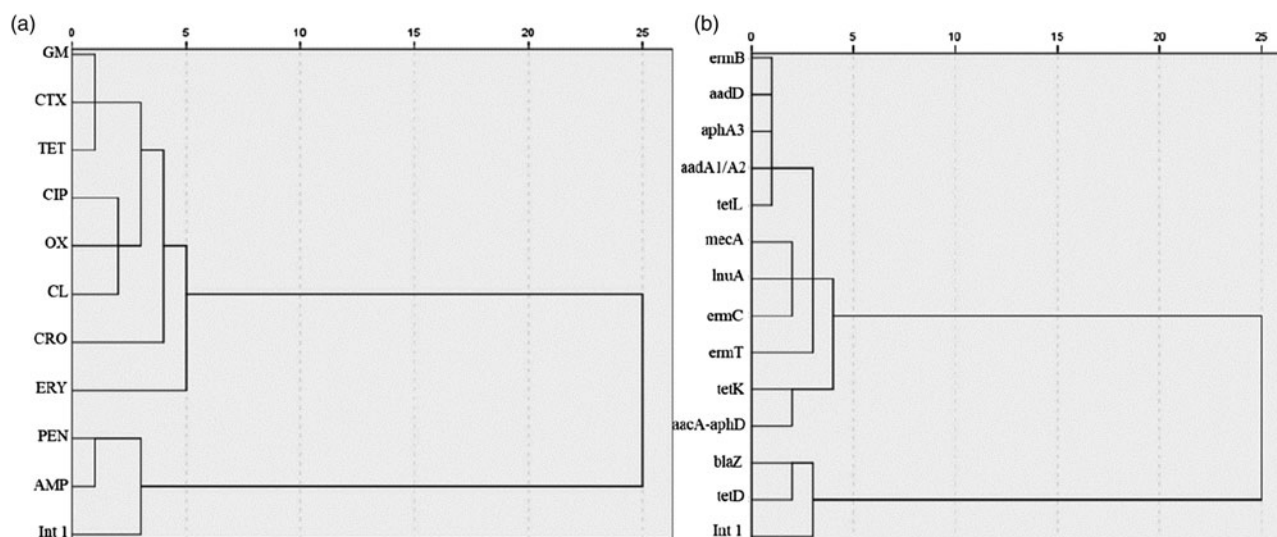 (a)
0 5 10 15 20 25
GM
CTX
TET
CIP
OX
CL
CRO
ERY
PEN
AMP
Int 1
(b)
0 5 10 15 20 25
ermB
aadD
aphA3
aadA1/A2
tetL
mecA
lnuA
ermC
ermT
tetK
aacA-aphD
blaZ
tetD
Int 1